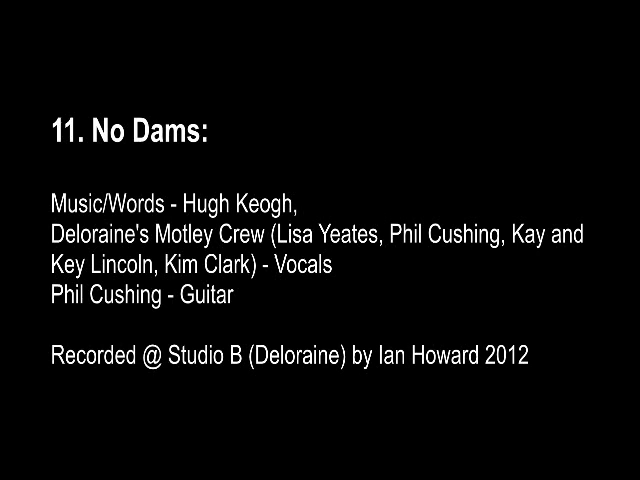 11. No Dams:
Music/Words - Hugh Keogh,
Deloraine's Motley Crew (Lisa Yeates, Phil Cushing, Kay and
Key Lincoln, Kim Clark) - Vocals
Phil Cushing - Guitar
Recorded @ Studio B (Deloraine) by Ian Howard 2012